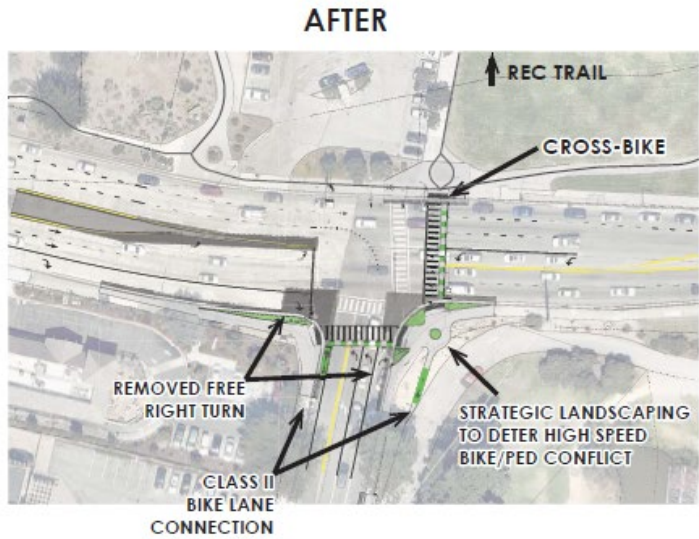 AFTER
REC TRAIL
CROSS-BIKE
REMOVED FREE
RIGHT TURN
STRATEGIC LANDSCAPING
TO DETER HIGH SPEED
BIKE/PED CONFLICT
CLASS II
BIKE LANE
CONNECTION